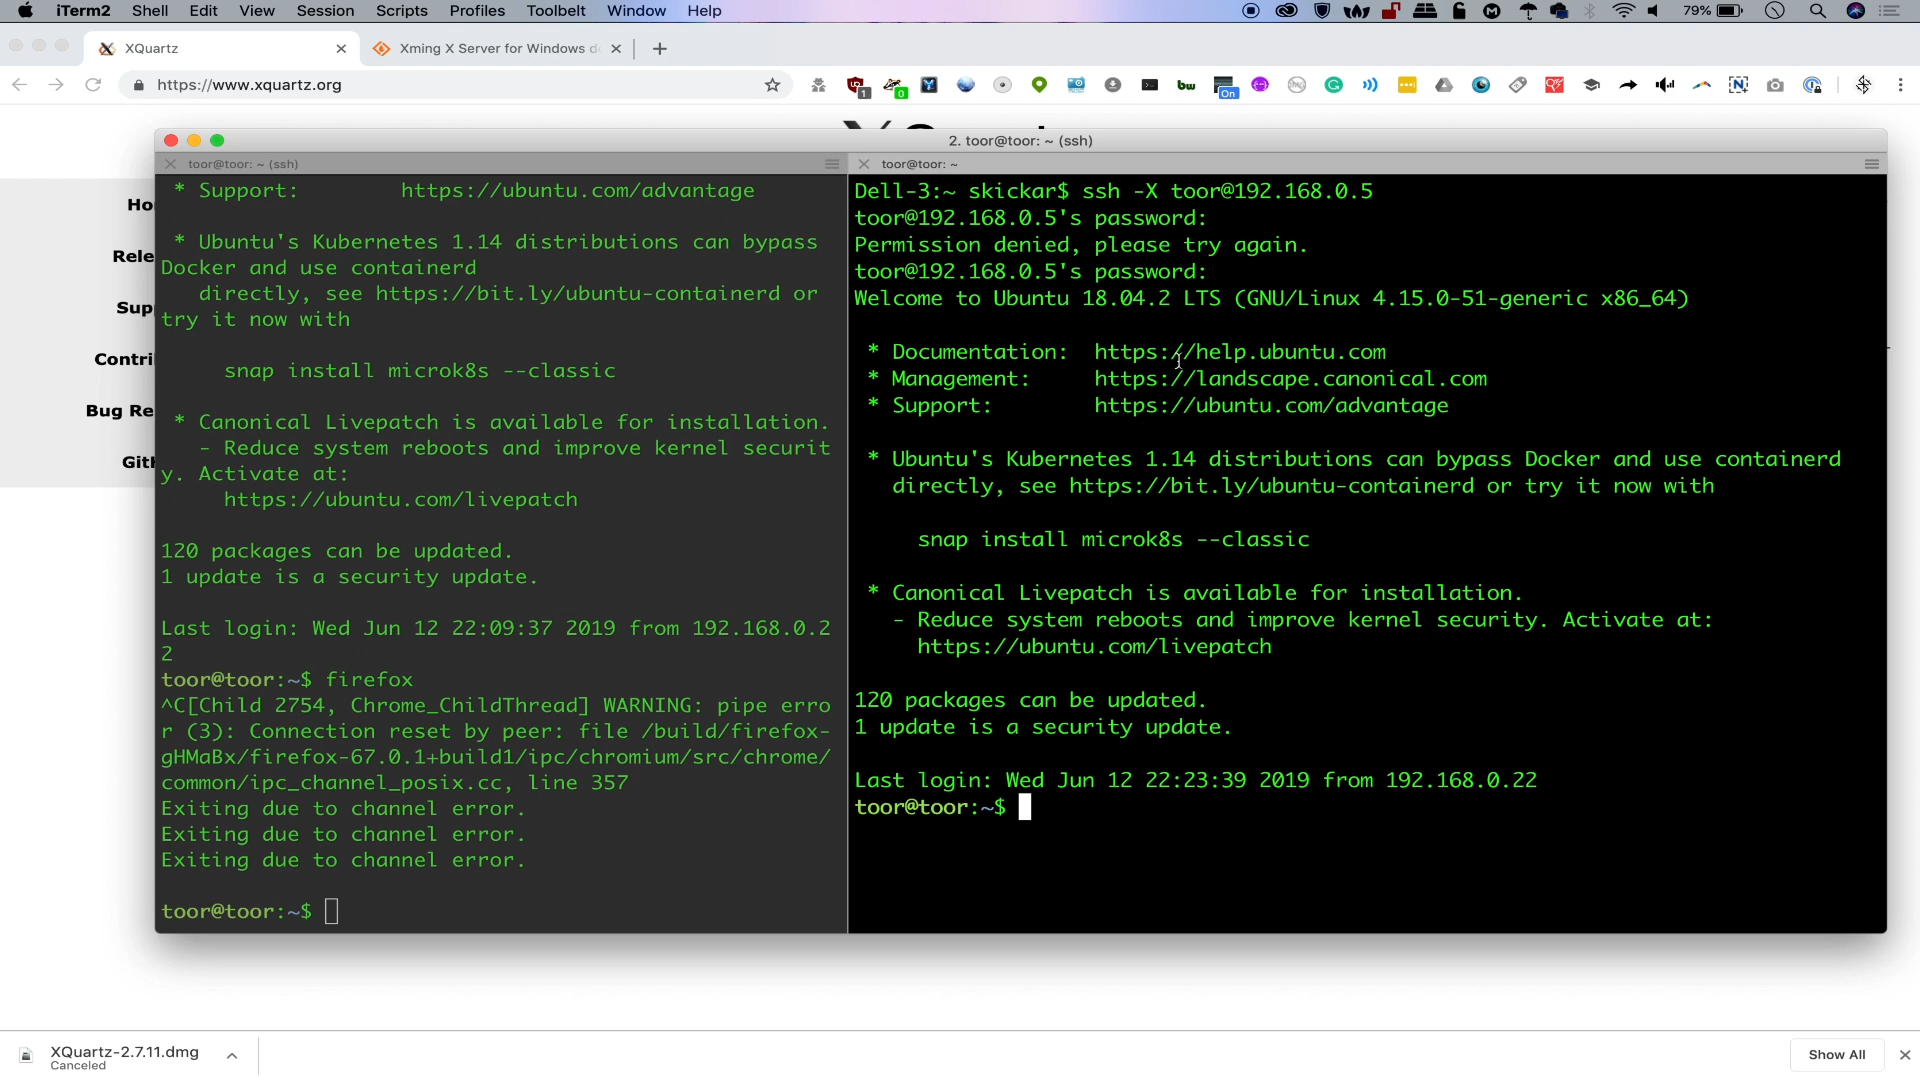 iTerm2 Shell Edit View Session Scripts Profiles Toolbelt Window Help 79%
XQuartz
Xming X Server for Windows d
https://www.xquartz.org
1
0
bw
On
2. toor@toor: ~ (ssh)
toor@toor: ~ (ssh)
* Support: https://ubuntu.com/advantage
* Ubuntu's Kubernetes 1.14 distributions can bypass
Docker and use containerd
directly, see https://bit.ly/ubuntu-containerd or
try it now with
snap install microk8s --classic
* Canonical Livepatch is available for installation.
- Reduce system reboots and improve kernel securit
y. Activate at:
https://ubuntu.com/livepatch
120 packages can be updated.
1 update is a security update.
Last login: Wed Jun 12 22:09:37 2019 from 192.168.0.2
2
toor@toor:~$ firefox
^C[Child 2754, Chrome_ChildThread] WARNING: pipe erro
r (3): Connection reset by peer: file /build/firefox-
gHMaBx/firefox-67.0.1+build1/ipc/chromium/src/chrome/
common/ipc_channel_posix.cc, line 357
Exiting due to channel error.
Exiting due to channel error.
Exiting due to channel error.
toor@toor:~$
toor@toor: ~
Dell-3:~ skickar$ ssh -X toor@192.168.0.5
toor@192.168.0.5's password:
Permission denied, please try again.
toor@192.168.0.5's password:
Welcome to Ubuntu 18.04.2 LTS (GNU/Linux 4.15.0-51-generic x86_64)
* Documentation: https://help.ubuntu.com
* Management: https://landscape.canonical.com
* Support: https://ubuntu.com/advantage
* Ubuntu's Kubernetes 1.14 distributions can bypass Docker and use containerd
directly, see https://bit.ly/ubuntu-containerd or try it now with
snap install microk8s --classic
* Canonical Livepatch is available for installation.
- Reduce system reboots and improve kernel security. Activate at:
https://ubuntu.com/livepatch
120 packages can be updated.
1 update is a security update.
Last login: Wed Jun 12 22:23:39 2019 from 192.168.0.22
toor@toor:~$
Ho
Rele
Sup
Contri
Bug Re
Gith
XQuartz-2.7.11.dmg
Canceled
Show All